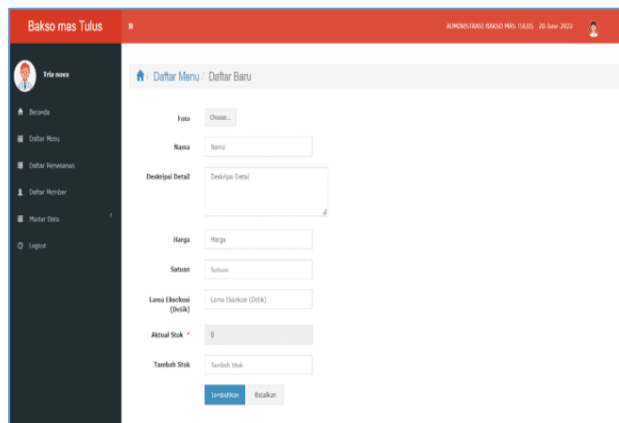 Bakso mas Tulus
ADMINISTRASI BAKSO MAS TULUS 20 June 2022
Tria nova
/ Daftar Menu / Daftar Baru
Beranda
Daftar Menu
Daftar Pemesanan
Daftar Member
Master Data
Logout
Foto Choose...
Nama Nama
Deskripsi Detail Deskripsi Detail
Harga Harga
Satuan Satuan
Lama Eksekusi Lama Eksekusi (Detik)
(Detik)
Aktual Stok * 0
Tambah Stok Tambah Stok
Tambahkan Batalkan